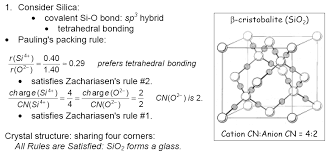 1. Consider Silica:
• covalent Si-O bond: sp³ hybrid
• tetrahedral bonding
• Pauling's packing rule:
r(Si⁴⁺)/r(O²⁻) = 0.40/1.40 = 0.29 prefers tetrahedral bonding
• satisfies Zachariasen's rule #2.
charge(Si⁴⁺)/CN(Si⁴⁺) = 4/4 = charge(O²⁻)/CN(O²⁻) = 2/2 CN(O²⁻) is 2.
• satisfies Zachariasen's rule #1.
Crystal structure: sharing four corners:
All Rules are Satisfied: SiO₂ forms a glass.
β-cristobalite (SiO₂)
Cation CN:Anion CN = 4:2